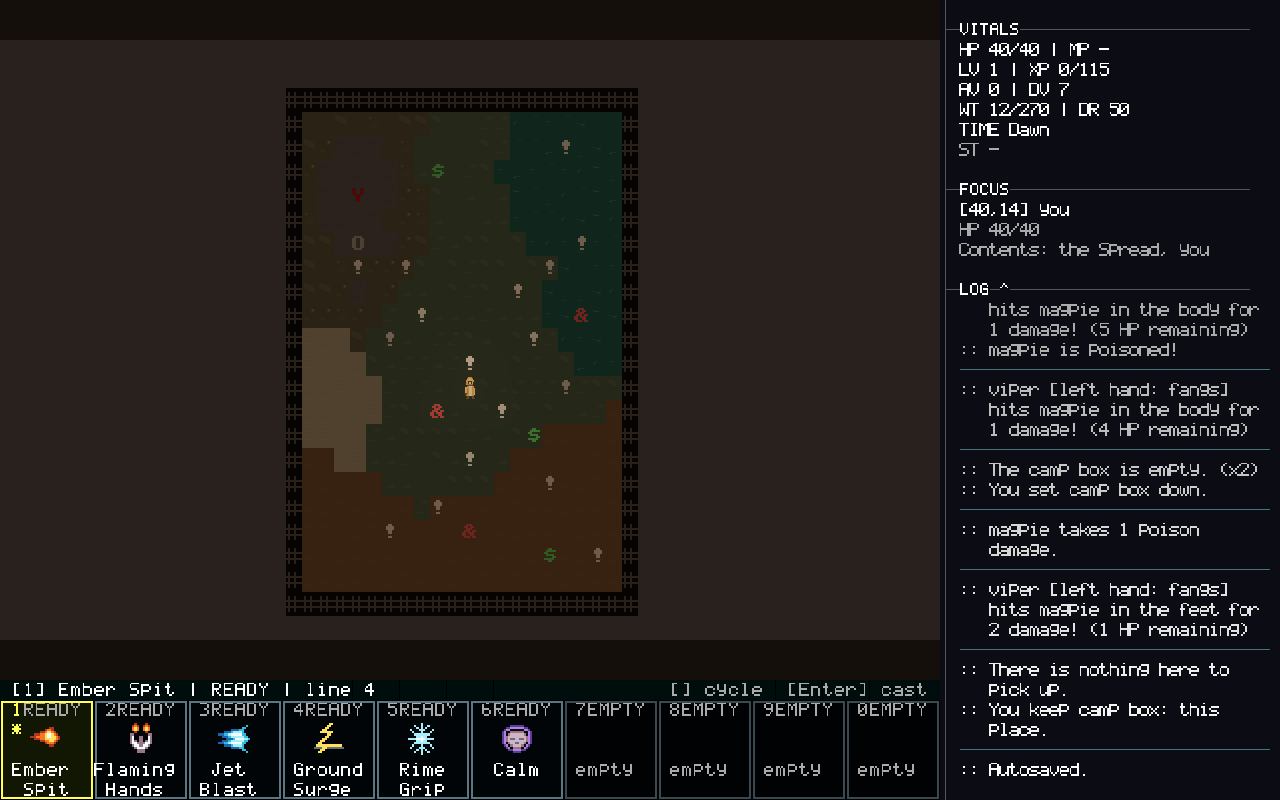 VITALS
HP 40/40 | MP -
LV 1 | XP 0/115
AV 0 | DV 7
WT 12/270 | DR 50
TIME Dawn
ST -
FOCUS
[40,14] You
HP 40/40
Contents: the Spread, you
LOG ^
hits magpie in the body for
1 damage! (5 HP remaining)
:: magpie is Poisoned!
:: viper [left hand: fangs]
hits magpie in the body for
1 damage! (4 HP remaining)
:: The camp box is empty. (x2)
:: You set camp box down.
:: magpie takes 1 Poison
damage.
:: viper [left hand: fangs]
hits magpie in the feet for
2 damage! (1 HP remaining)
:: There is nothing here to
pick up.
:: You keep camp box: this
place.
:: Autosaved.
[1] Ember Spit | READY | line 4
[] cycle [Enter] cast
1READY 2READY 3READY 4READY 5READY 6READY 7EMPTY 8EMPTY 9EMPTY 0EMPTY
*
Ember Flaming Jet Ground Rime Calm empty empty empty empty
Spit Hands Blast Surge Grip